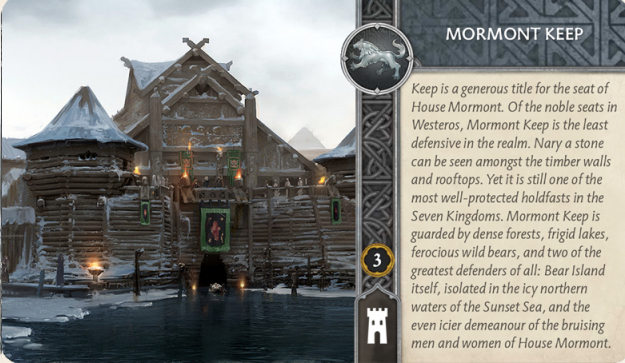 MORMONT KEEP
Keep is a generous title for the seat of
House Mormont. Of the noble seats in
Westeros, Mormont Keep is the least
defensive in the realm. Nary a stone
can be seen amongst the timber walls
and rooftops. Yet it is still one of the
most well-protected holdfasts in the
Seven Kingdoms. Mormont Keep is
guarded by dense forests, frigid lakes,
ferocious wild bears, and two of the
greatest defenders of all: Bear Island
itself, isolated in the icy northern
waters of the Sunset Sea, and the
even icier demeanour of the bruising
men and women of House Mormont.
3